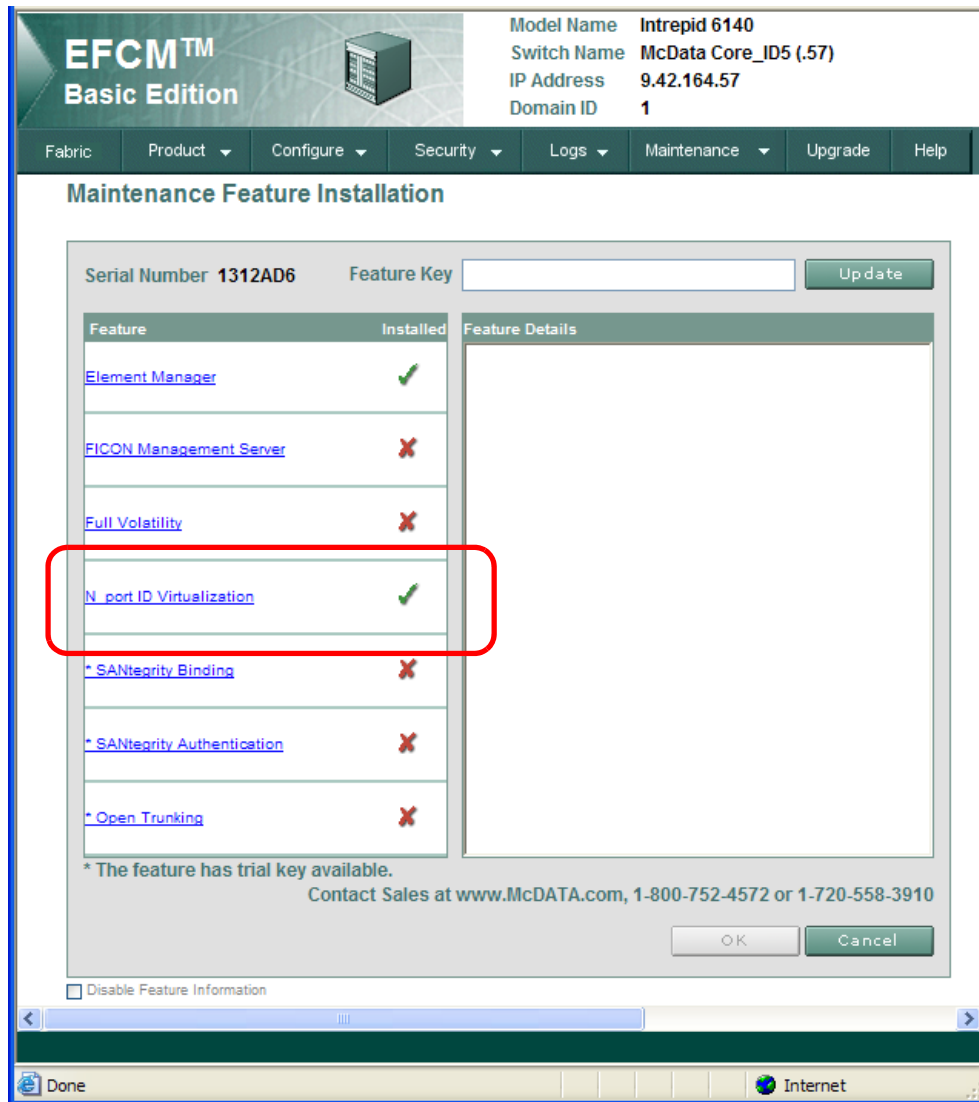 EFCM™
Basic Edition
Model Name Intrepid 6140
Switch Name McData Core_ID5 (.57)
IP Address 9.42.164.57
Domain ID 1
Fabric Product Configure Security Logs Maintenance Upgrade Help
Maintenance Feature Installation
Serial Number 1312AD6 Feature Key Update
Feature Installed Feature Details
Element Manager
FICON Management Server
Full Volatility
N_port ID Virtualization
* SANtegrity Binding
* SANtegrity Authentication
* Open Trunking
* The feature has trial key available.
Contact Sales at www.McDATA.com, 1-800-752-4572 or 1-720-558-3910
OK Cancel
Disable Feature Information
Done Internet